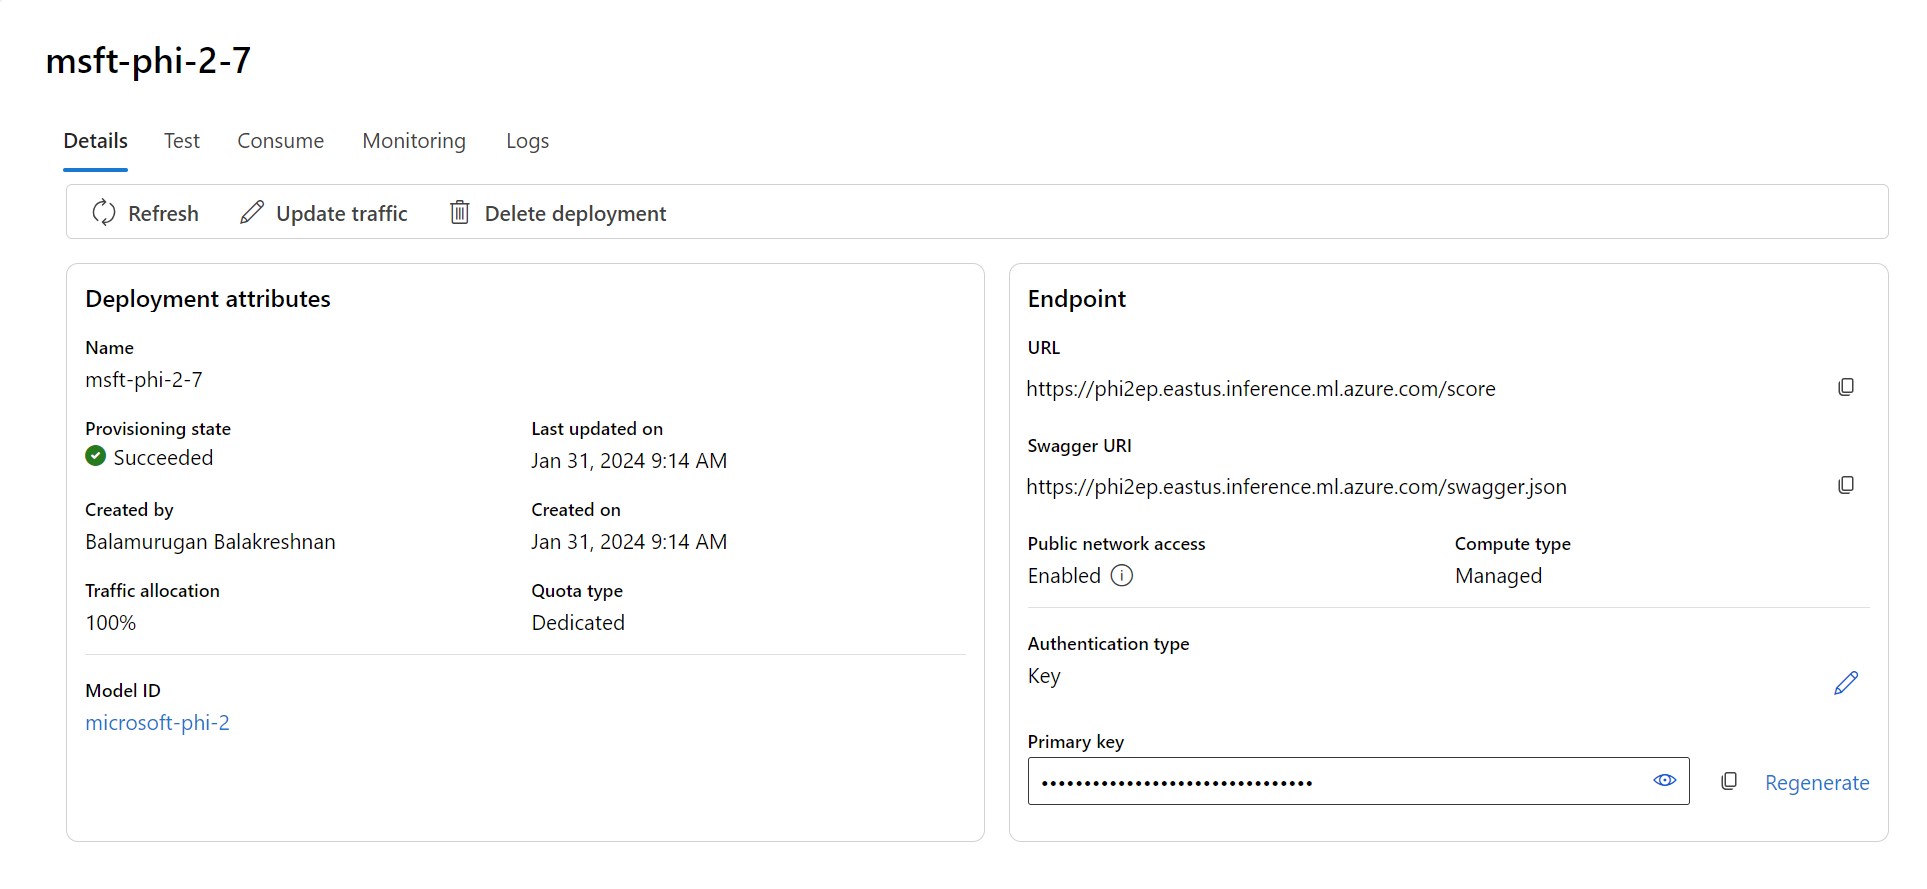 msft-phi-2-7
Details Test Consume Monitoring Logs
Refresh Update traffic Delete deployment
Deployment attributes
Name
msft-phi-2-7
Provisioning state Last updated on
Succeeded Jan 31, 2024 9:14 AM
Created by Created on
Balamurugan Balakreshnan Jan 31, 2024 9:14 AM
Traffic allocation Quota type
100% Dedicated
Model ID
microsoft-phi-2
Endpoint
URL
https://phi2ep.eastus.inference.ml.azure.com/score
Swagger URI
https://phi2ep.eastus.inference.ml.azure.com/swagger.json
Public network access Compute type
Enabled Managed
Authentication type
Key
Primary key
••••••••••••••••••••••••••••••••
Regenerate